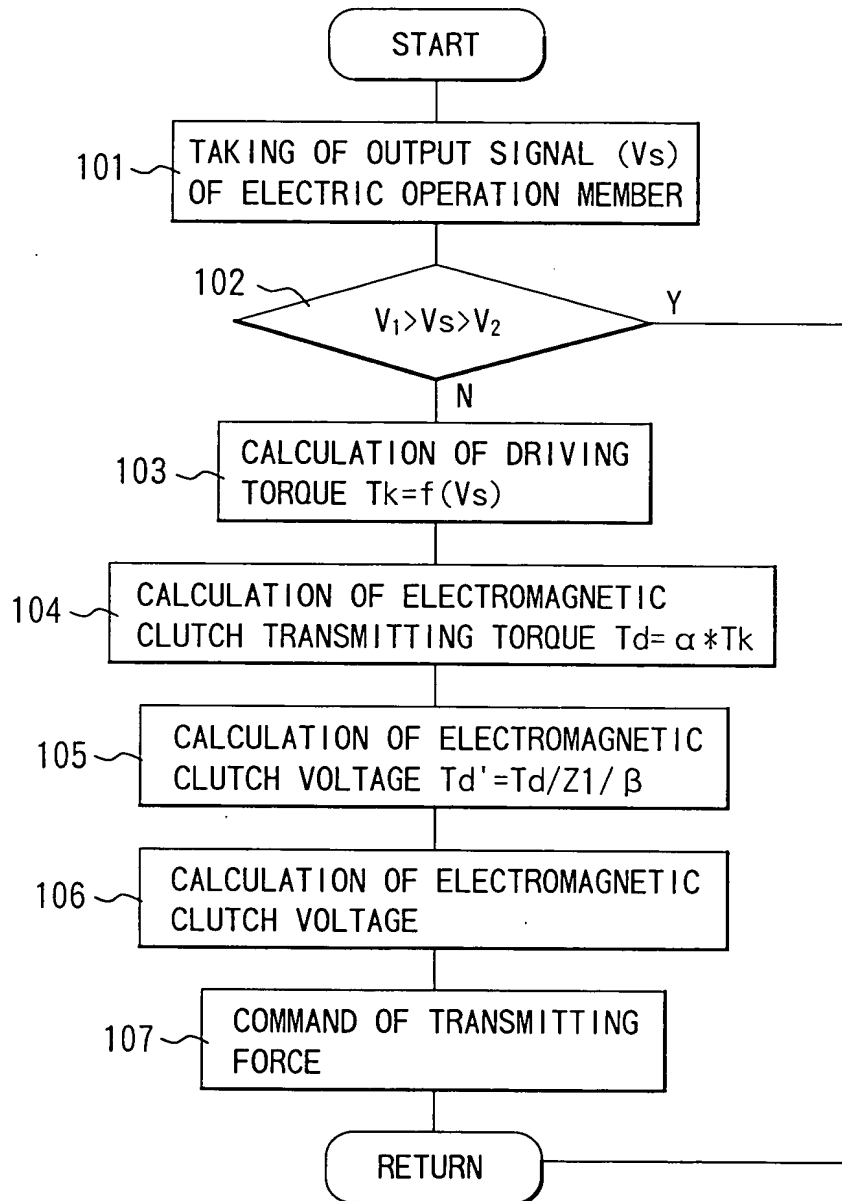 START
101
TAKING OF OUTPUT SIGNAL (Vs)
OF ELECTRIC OPERATION MEMBER
102
V₁>Vs>V₂
Y
N
103
CALCULATION OF DRIVING
TORQUE Tk=f(Vs)
104
CALCULATION OF ELECTROMAGNETIC
CLUTCH TRANSMITTING TORQUE Td=α*Tk
105
CALCULATION OF ELECTROMAGNETIC
CLUTCH VOLTAGE Td'=Td/Z1/β
106
CALCULATION OF ELECTROMAGNETIC
CLUTCH VOLTAGE
107
COMMAND OF TRANSMITTING
FORCE
RETURN